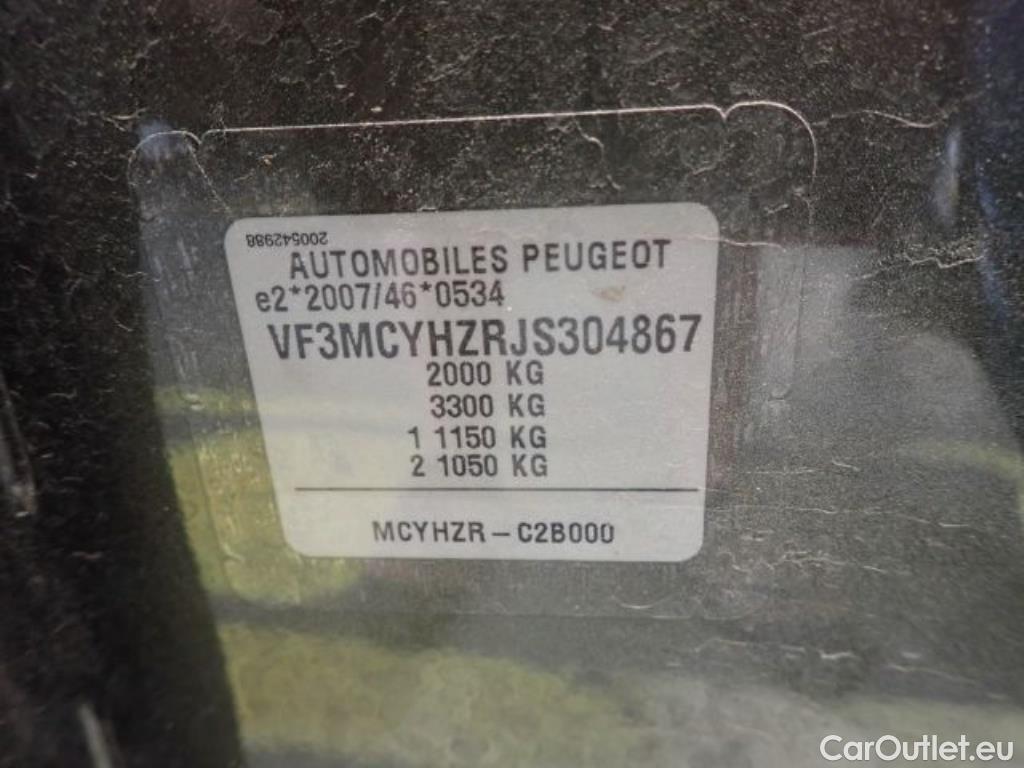 200542988
AUTOMOBILES PEUGEOT
e2*2007/46*0534
VF3MCYHZRJS304867
2000 KG
3300 KG
1 1150 KG
2 1050 KG
MCYHZR – C2B000
CarOutlet.eu